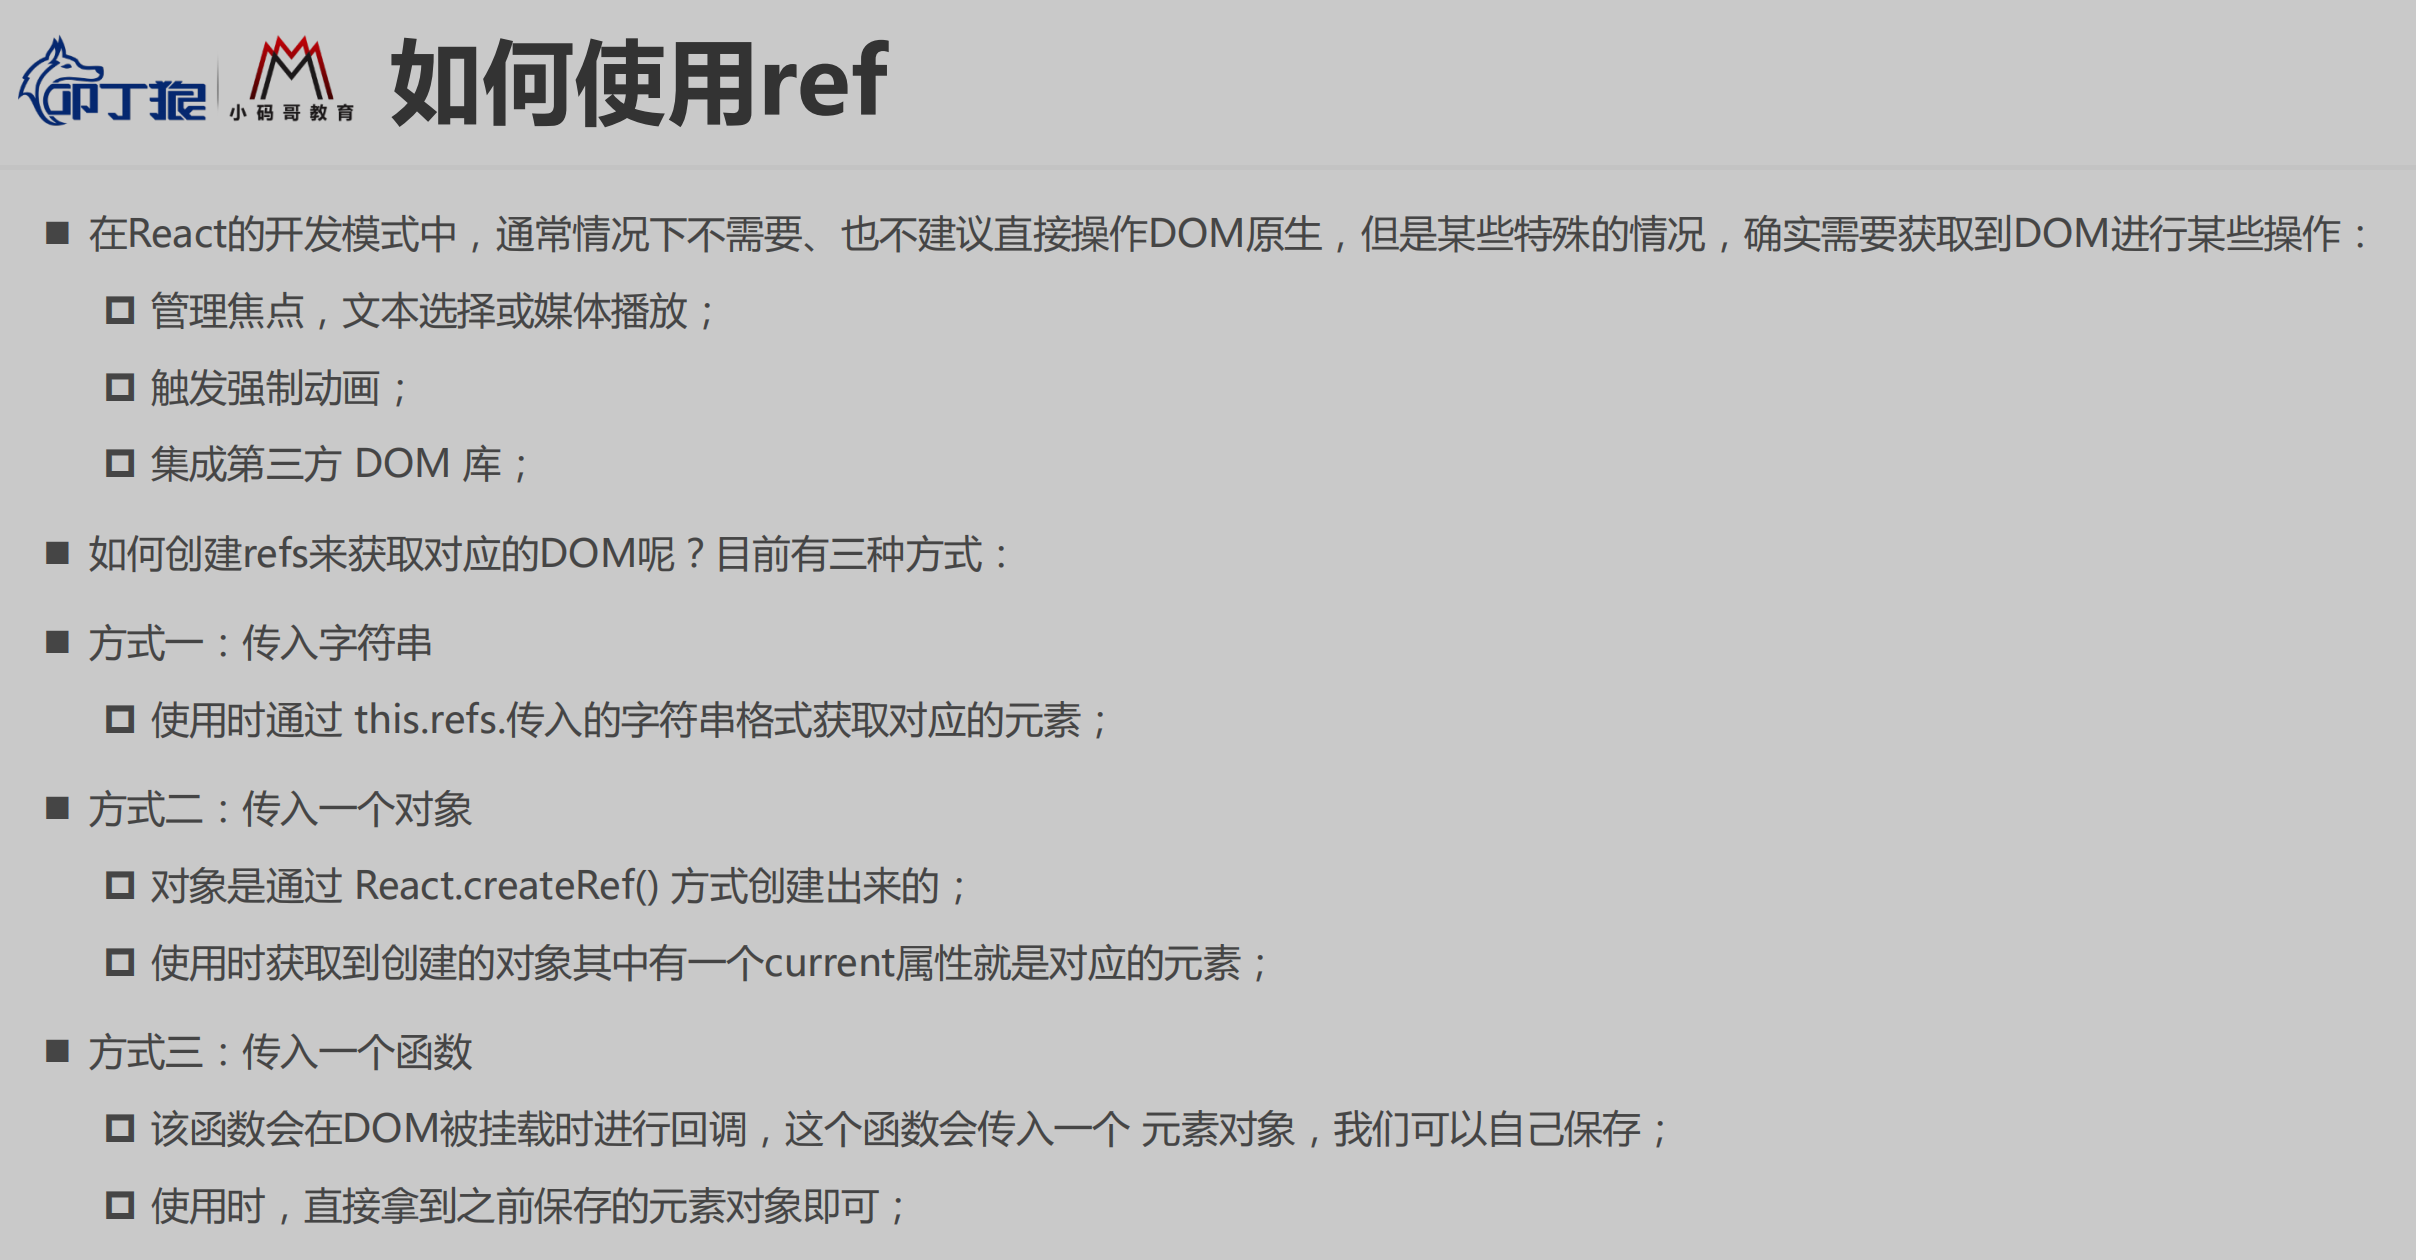 叩丁狼
小码哥教育
如何使用ref
在React的开发模式中，通常情况下不需要、也不建议直接操作DOM原生，但是某些特殊的情况，确实需要获取到DOM进行某些操作：
管理焦点，文本选择或媒体播放；
触发强制动画；
集成第三方 DOM 库；
如何创建refs来获取对应的DOM呢？目前有三种方式：
方式一：传入字符串
使用时通过 this.refs.传入的字符串格式获取对应的元素；
方式二：传入一个对象
对象是通过 React.createRef() 方式创建出来的；
使用时获取到创建的对象其中有一个current属性就是对应的元素；
方式三：传入一个函数
该函数会在DOM被挂载时进行回调，这个函数会传入一个 元素对象，我们可以自己保存；
使用时，直接拿到之前保存的元素对象即可；